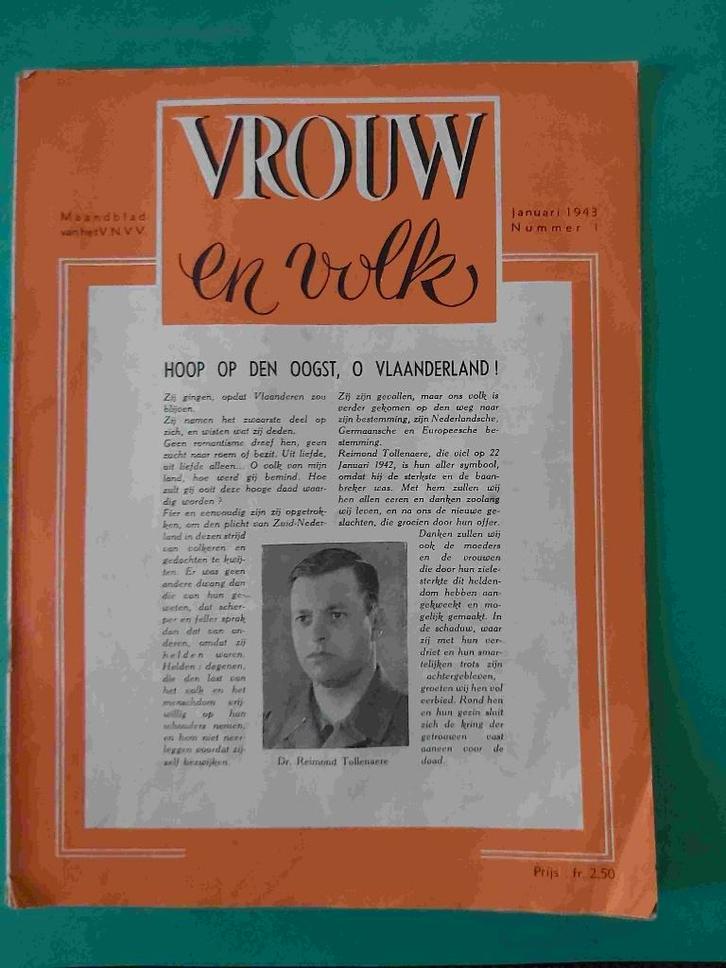 VROUW
en volk
Maandblad
van het V.N.V.V.
Januari 1943
Nummer 1
HOOP OP DEN OOGST, O VLAANDERLAND !
Zij gingen, opdat Vlaanderen zou
blijven.
Zij namen het zwaarste deel op
zich, en wisten wat zij deden.
Geen romantisme dreef hen, geen
zucht naar roem of bezit. Uit liefde,
uit liefde alleen... O volk van mijn
land, hoe werd gij bemind. Hoe
zult gij ooit deze hooge daad waar-
dig worden ?
Fier en eenvoudig zijn zij opgetrok-
ken, om den plicht van Zuid-Neder-
land in dezen strijd
van volkeren en
gedachten te kwij-
ten. Er was geen
andere dwang dan
die van hun ge-
weten, dat scher-
per en feller sprak
dan dat van an-
deren, omdat zij
helden waren.
Helden : degenen,
die den last van
het volk en het
menschdom vrij-
willig op hun
schouders nemen,
en hem niet neer-
leggen voordat zij-
zelf bezwijken.
Zij zijn gevallen, maar ons volk is
verder gekomen op den weg naar
zijn bestemming, zijn Nederlandsche,
Germaansche en Europeesche be-
stemming.
Reimond Tollenaere, die viel op 22
Januari 1942, is hun aller symbool,
omdat hij de sterkste en de baan-
breker was. Met hem zullen wij
hen allen eeren en danken zoolang
wij leven, en na ons de nieuwe ge-
slachten, die groeien door hun offer.
Danken zullen wij
ook de moeders
en de vrouwen
die door hun ziele-
sterkte dit helden-
dom hebben aan-
gekweekt en mo-
gelijk gemaakt. In
de schaduw, waar
zij met hun ver-
driet en hun smar-
telijken trots zijn
achtergebleven,
groeten wij hen vol
eerbied. Rond hen
en hun gezin sluit
zich de kring der
getrouwen vast
aaneen voor de
daad.
Dr. Reimond Tollenaere
Prijs : fr. 2,50